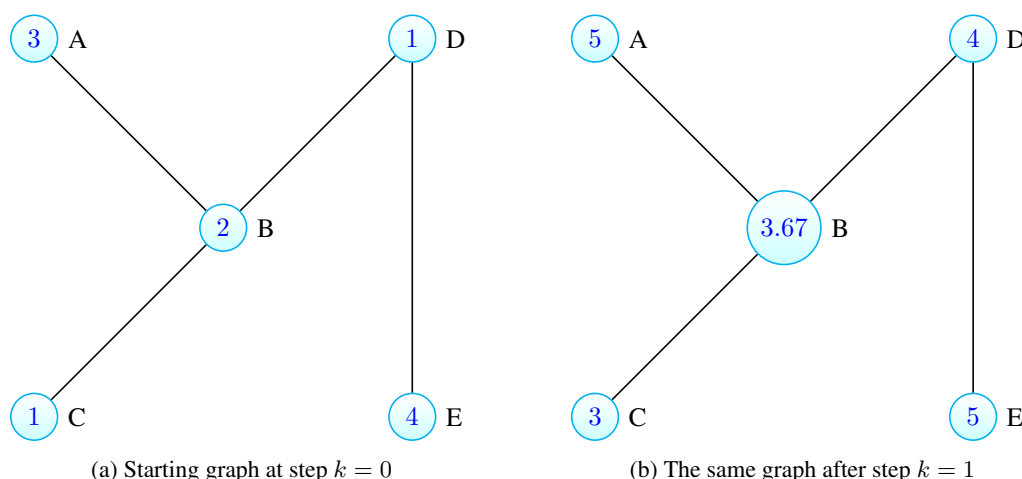 3 A
1 D
2 B
1 C
4 E
(a) Starting graph at step k = 0
5 A
4 D
3.67 B
3 C
5 E
(b) The same graph after step k = 1